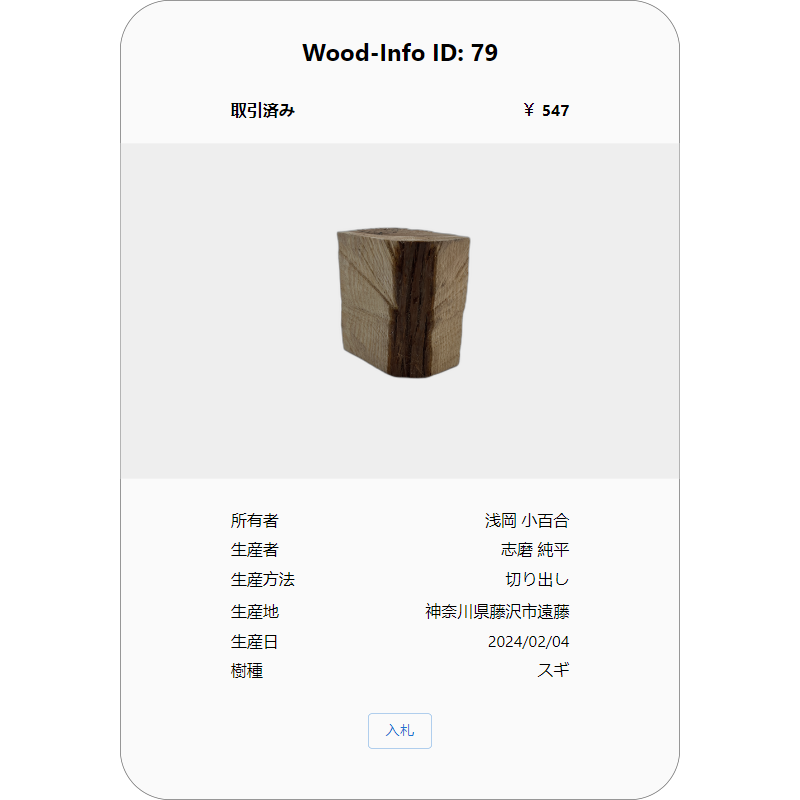 Wood-Info ID: 79
取引済み ￥ 547
所有者 浅岡 小百合
生産者 志磨 純平
生産方法 切り出し
生産地 神奈川県藤沢市遠藤
生産日 2024/02/04
樹種 スギ
入札